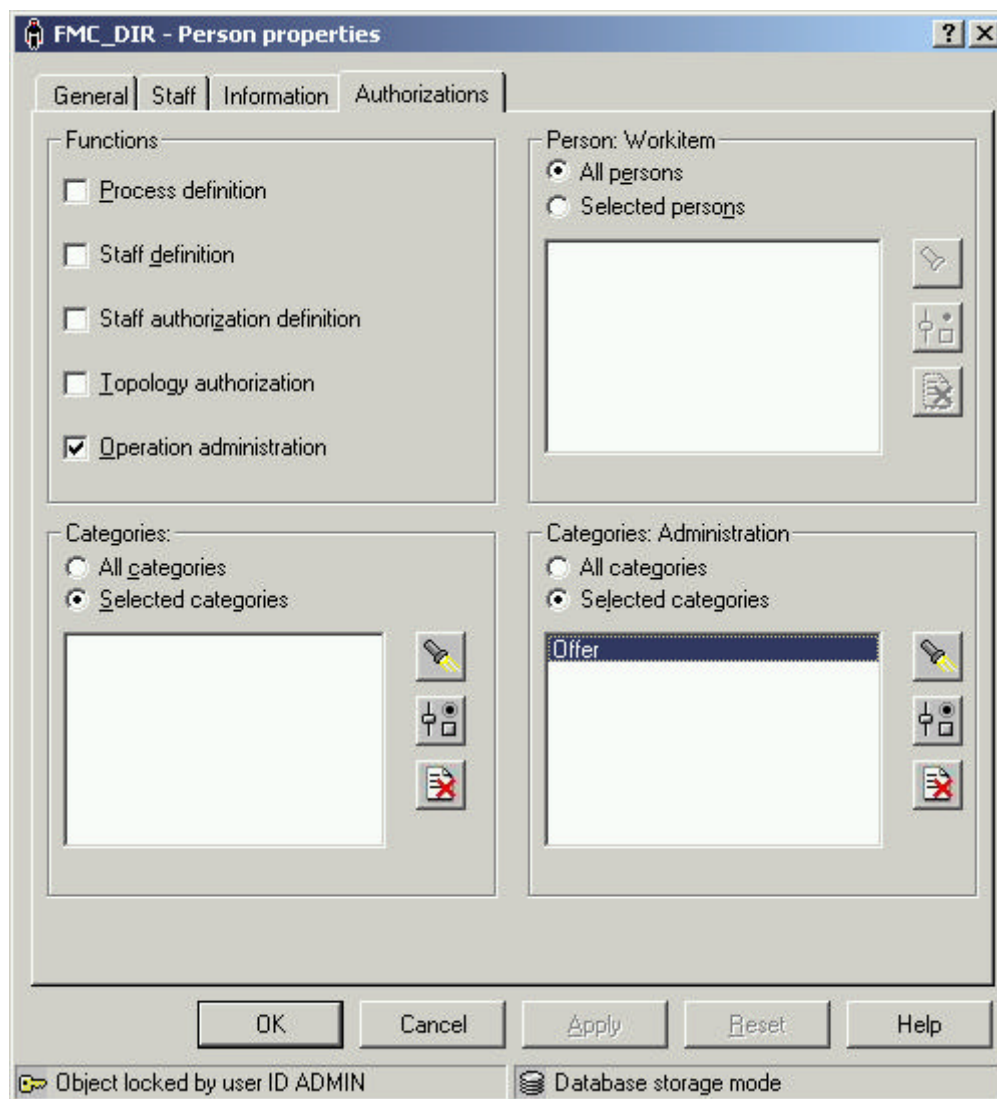 FMC_DIR - Person properties
General Staff Information Authorizations
Functions
Process definition
Staff definition
Staff authorization definition
Topology authorization
Operation administration
Person: Workitem
All persons
Selected persons
Categories:
All categories
Selected categories
Categories: Administration
All categories
Selected categories
Offer
OK Cancel Apply Reset Help
Object locked by user ID ADMIN Database storage mode